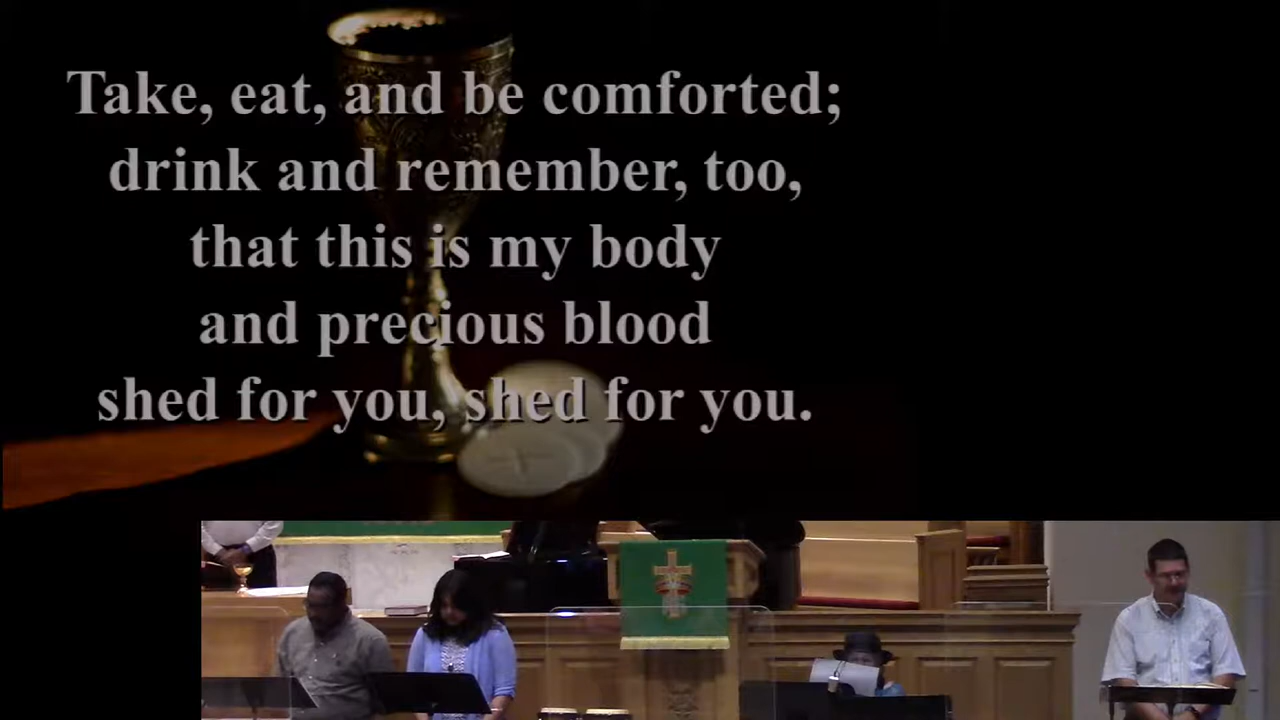 Take, eat, and be comforted;
drink and remember, too,
that this is my body
and precious blood
shed for you, shed for you.